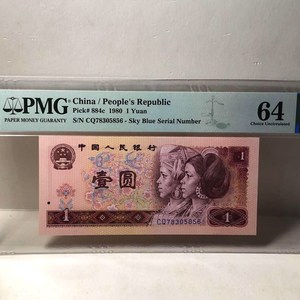 PMG
PAPER MONEY GUARANTY
China / People's Republic
Pick# 884c 1980 1 Yuan
S/N CQ78305856 - Sky Blue Serial Number
64
Choice Uncirculated
中国人民银行
1
壹圆
1
1
CQ78305856